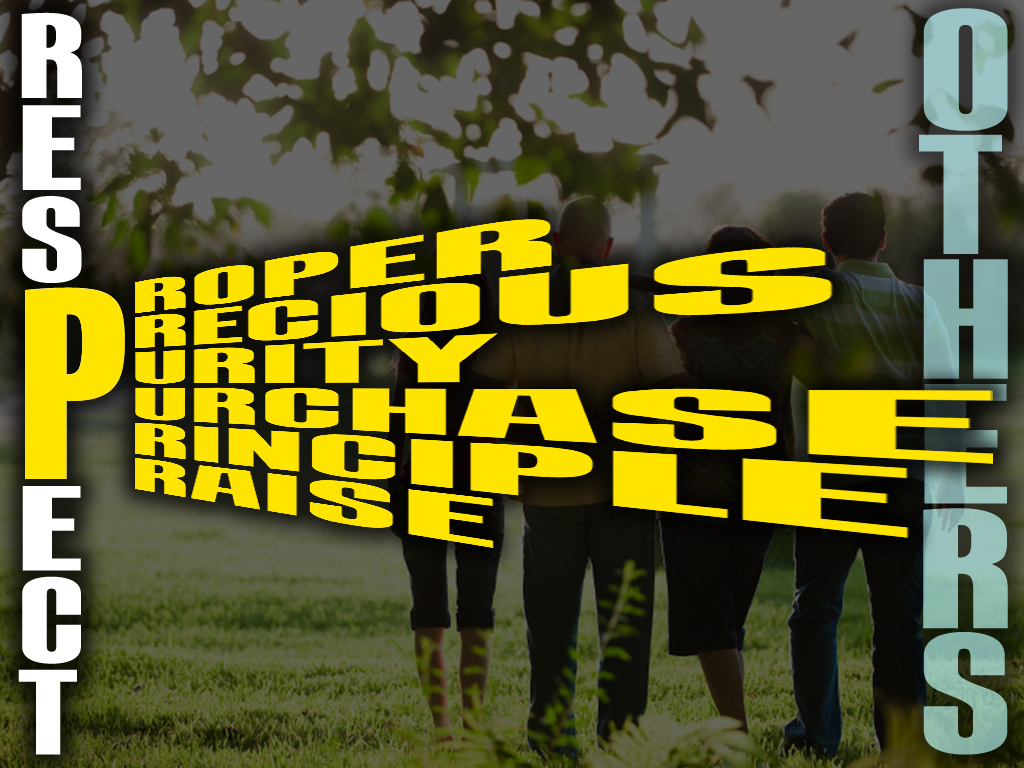 RESPECT
ROPER
RECIOUS
URITY
URCHASE
RINCIPLE
RAISE
OTHERS